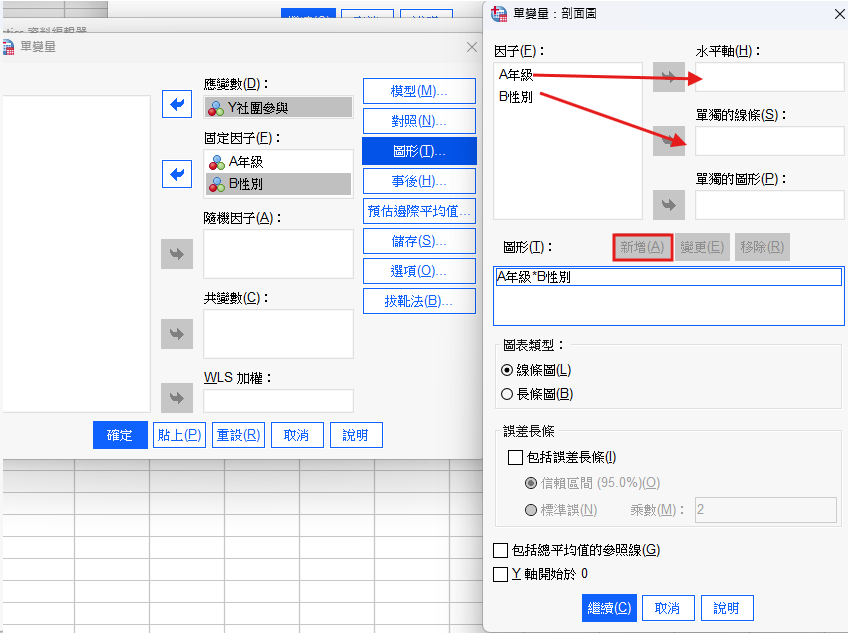 單變量：剖面圖
單變量
應變數(D)：
Y社團參與
固定因子(F)：
A年級
B性別
隨機因子(A)：
共變數(C)：
WLS 加權：
模型(M)...
對照(N)...
圖形(T)...
事後(H)...
預估邊際平均值...
儲存(S)...
選項(O)...
拔靴法(B)...
確定
貼上(P)
重設(R)
取消
說明
因子(F)：
A年級
B性別
水平軸(H)：
單獨的線條(S)：
單獨的圖形(P)：
圖形(T)：
新增(A)
變更(E)
移除(R)
A年級*B性別
圖表類型：
線條圖(L)
長條圖(B)
誤差長條
包括誤差長條(I)
信賴區間 (95.0%)(O)
標準誤(N)
乘數(M)：
2
包括總平均值的參照線(G)
Y 軸開始於 0
繼續(C)
取消
說明